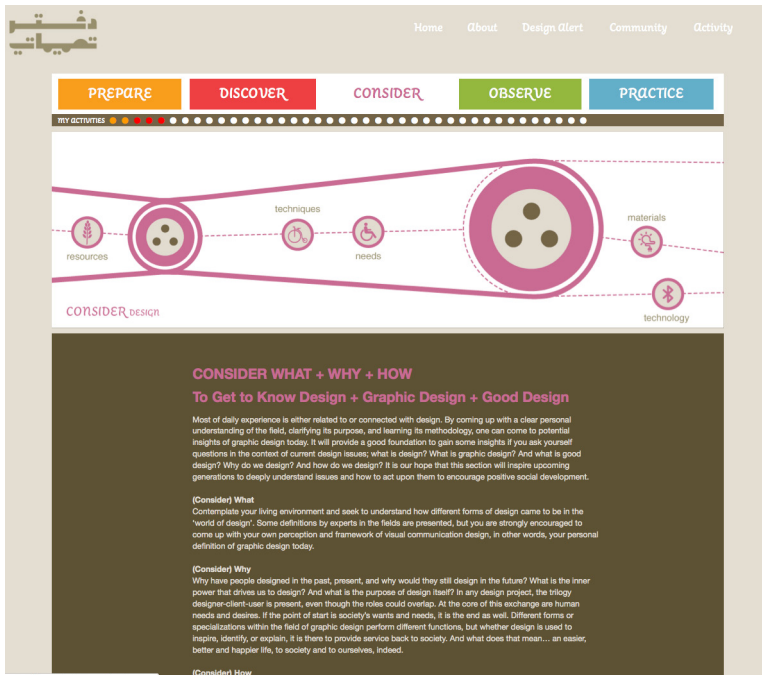 Home About Design Alert Community Activity
PREPARE DISCOVER CONSIDER OBSERVE PRACTICE
MY ACTIVITIES
techniques
materials
resources
needs
CONSIDER DESIGN
technology
CONSIDER WHAT + WHY + HOW
To Get to Know Design + Graphic Design + Good Design
Most of daily experience is either related to or connected with design. By coming up with a clear personal
understanding of the field, clarifying its purpose, and learning its methodology, one can come to potential
insights of graphic design today. It will provide a good foundation to gain some insights if you ask yourself
questions in the context of current design issues; what is design? What is graphic design? And what is good
design? Why do we design? And how do we design? It is our hope that this section will inspire upcoming
generations to deeply understand issues and how to act upon them to encourage positive social development.
(Consider) What
Contemplate your living environment and seek to understand how different forms of design came to be in the
‘world of design’. Some definitions by experts in the fields are presented, but you are strongly encouraged to
come up with your own perception and framework of visual communication design, in other words, your personal
definition of graphic design today.
(Consider) Why
Why have people designed in the past, present, and why would they still design in the future? What is the inner
power that drives us to design? And what is the purpose of design itself? In any design project, the trilogy
designer-client-user is present, even though the roles could overlap. At the core of this exchange are human
needs and desires. If the point of start is society’s wants and needs, it is the end as well. Different forms or
specializations within the field of graphic design perform different functions, but whether design is used to
inspire, identify, or explain, it is there to provide service back to society. And what does that mean… an easier,
better and happier life, to society and to ourselves, indeed.
(Consider) How